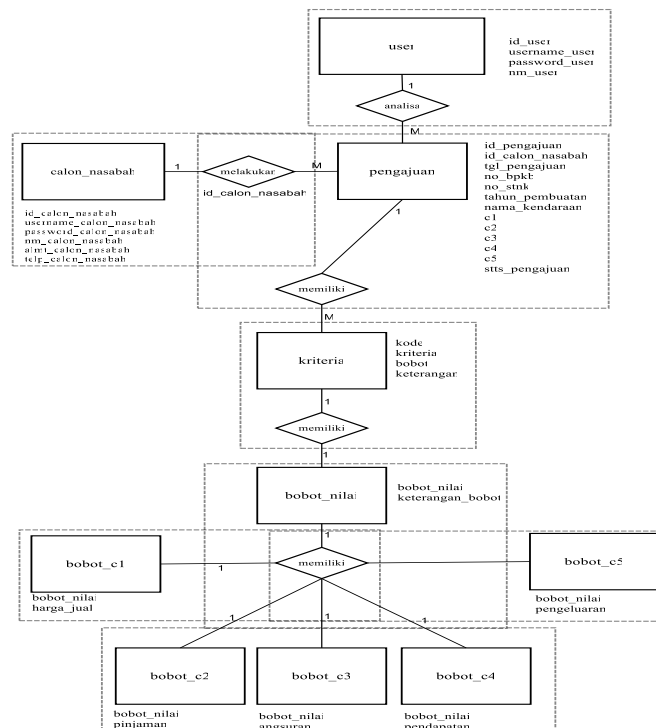 user
id_user
username_user
password_user
nm_user
1
analisa
M
calon_nasabah
1
melakukan
M
id_calon_nasabah
pengajuan
id_pengajuan
id_calon_nasabah
tgl_pengajuan
no_bpkb
no_stnk
tahun_pembuatan
nama_kendaraan
c1
c2
c3
c4
c5
stts_pengajuan
id_calon_nasabah
username_calon_nasabah
password_calon_nasabah
nm_calon_nasabah
almt_calon_nasabah
telp_calon_nasabah
1
memiliki
M
kriteria
kode
kriteria
bobot
keterangan
1
memiliki
1
bobot_nilai
bobot_nilai
keterangan_bobot
1
bobot_c1
1
memiliki
bobot_c5
bobot_nilai
harga_jual
bobot_nilai
pengeluaran
1
1
1
bobot_c2
bobot_c3
bobot_c4
bobot_nilai
pinjaman
bobot_nilai
angsuran
bobot_nilai
pendapatan